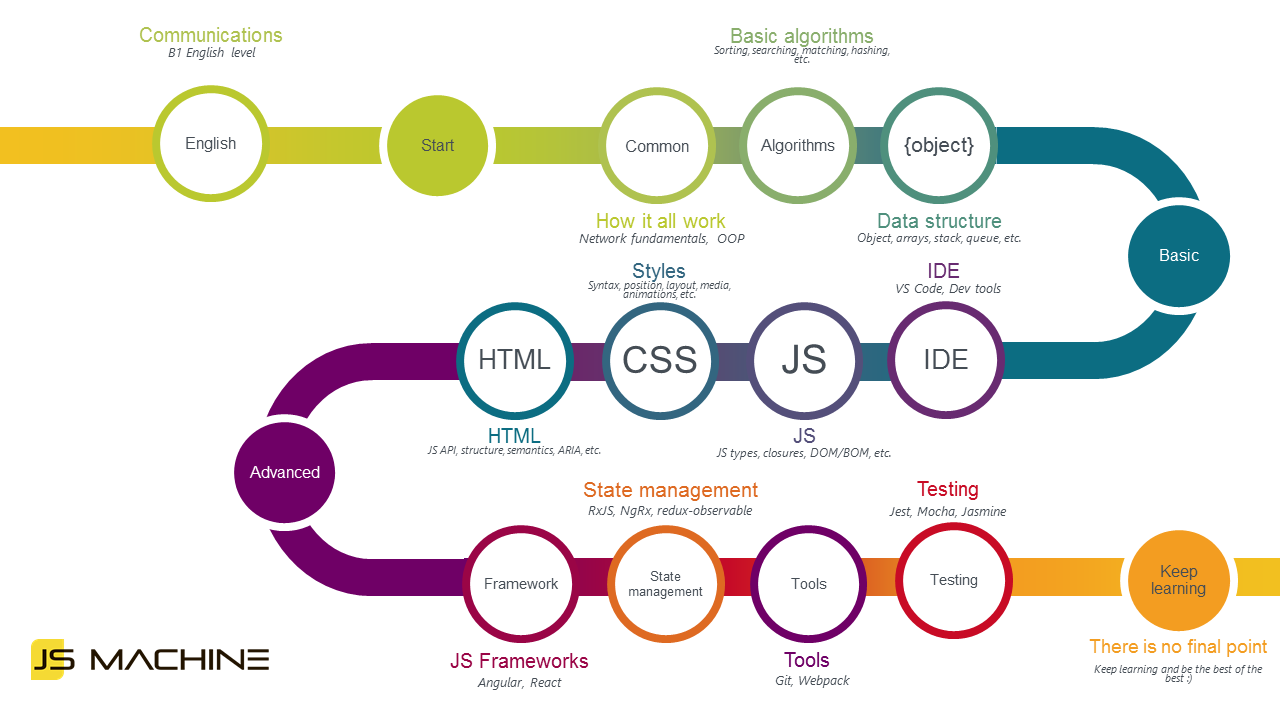 Communications
B1 English level
English
Start
Basic algorithms
Sorting, searching, matching, hashing,
etc.
Common
Algorithms
{object}
How it all work
Network fundamentals, OOP
Data structure
Object, arrays, stack, queue, etc.
Basic
IDE
VS Code, Dev tools
IDE
JS
JS
JS types, closures, DOM/BOM, etc.
Styles
Syntax, position, layout, media,
animations, etc.
CSS
HTML
HTML
JS API, structure, semantics, ARIA, etc.
Advanced
Framework
JS Frameworks
Angular, React
State management
RxJS, NgRx, redux-observable
State
management
Tools
Tools
Git, Webpack
Testing
Jest, Mocha, Jasmine
Testing
Keep
learning
There is no final point
Keep learning and be the best of the
best :)
JS MACHINE